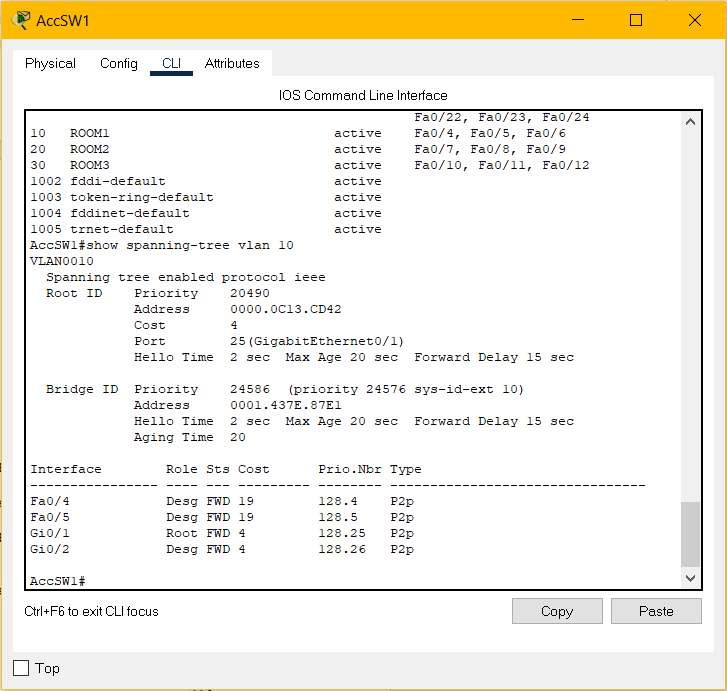 AccSW1
Physical Config CLI Attributes
IOS Command Line Interface
Fa0/22, Fa0/23, Fa0/24
10 ROOM1 active Fa0/4, Fa0/5, Fa0/6
20 ROOM2 active Fa0/7, Fa0/8, Fa0/9
30 ROOM3 active Fa0/10, Fa0/11, Fa0/12
1002 fddi-default active
1003 token-ring-default active
1004 fddinet-default active
1005 trnet-default active
AccSW1#show spanning-tree vlan 10
VLAN0010
Spanning tree enabled protocol ieee
Root ID Priority 20490
Address 0000.0C13.CD42
Cost 4
Port 25(GigabitEthernet0/1)
Hello Time 2 sec Max Age 20 sec Forward Delay 15 sec
Bridge ID Priority 24586 (priority 24576 sys-id-ext 10)
Address 0001.437E.87E1
Hello Time 2 sec Max Age 20 sec Forward Delay 15 sec
Aging Time 20
Interface Role Sts Cost Prio.Nbr Type
---------------- ---- --- --------- -------- --------------------------------
Fa0/4 Desg FWD 19 128.4 P2p
Fa0/5 Desg FWD 19 128.5 P2p
Gi0/1 Root FWD 4 128.25 P2p
Gi0/2 Desg FWD 4 128.26 P2p
AccSW1#
Ctrl+F6 to exit CLI focus Copy Paste
Top